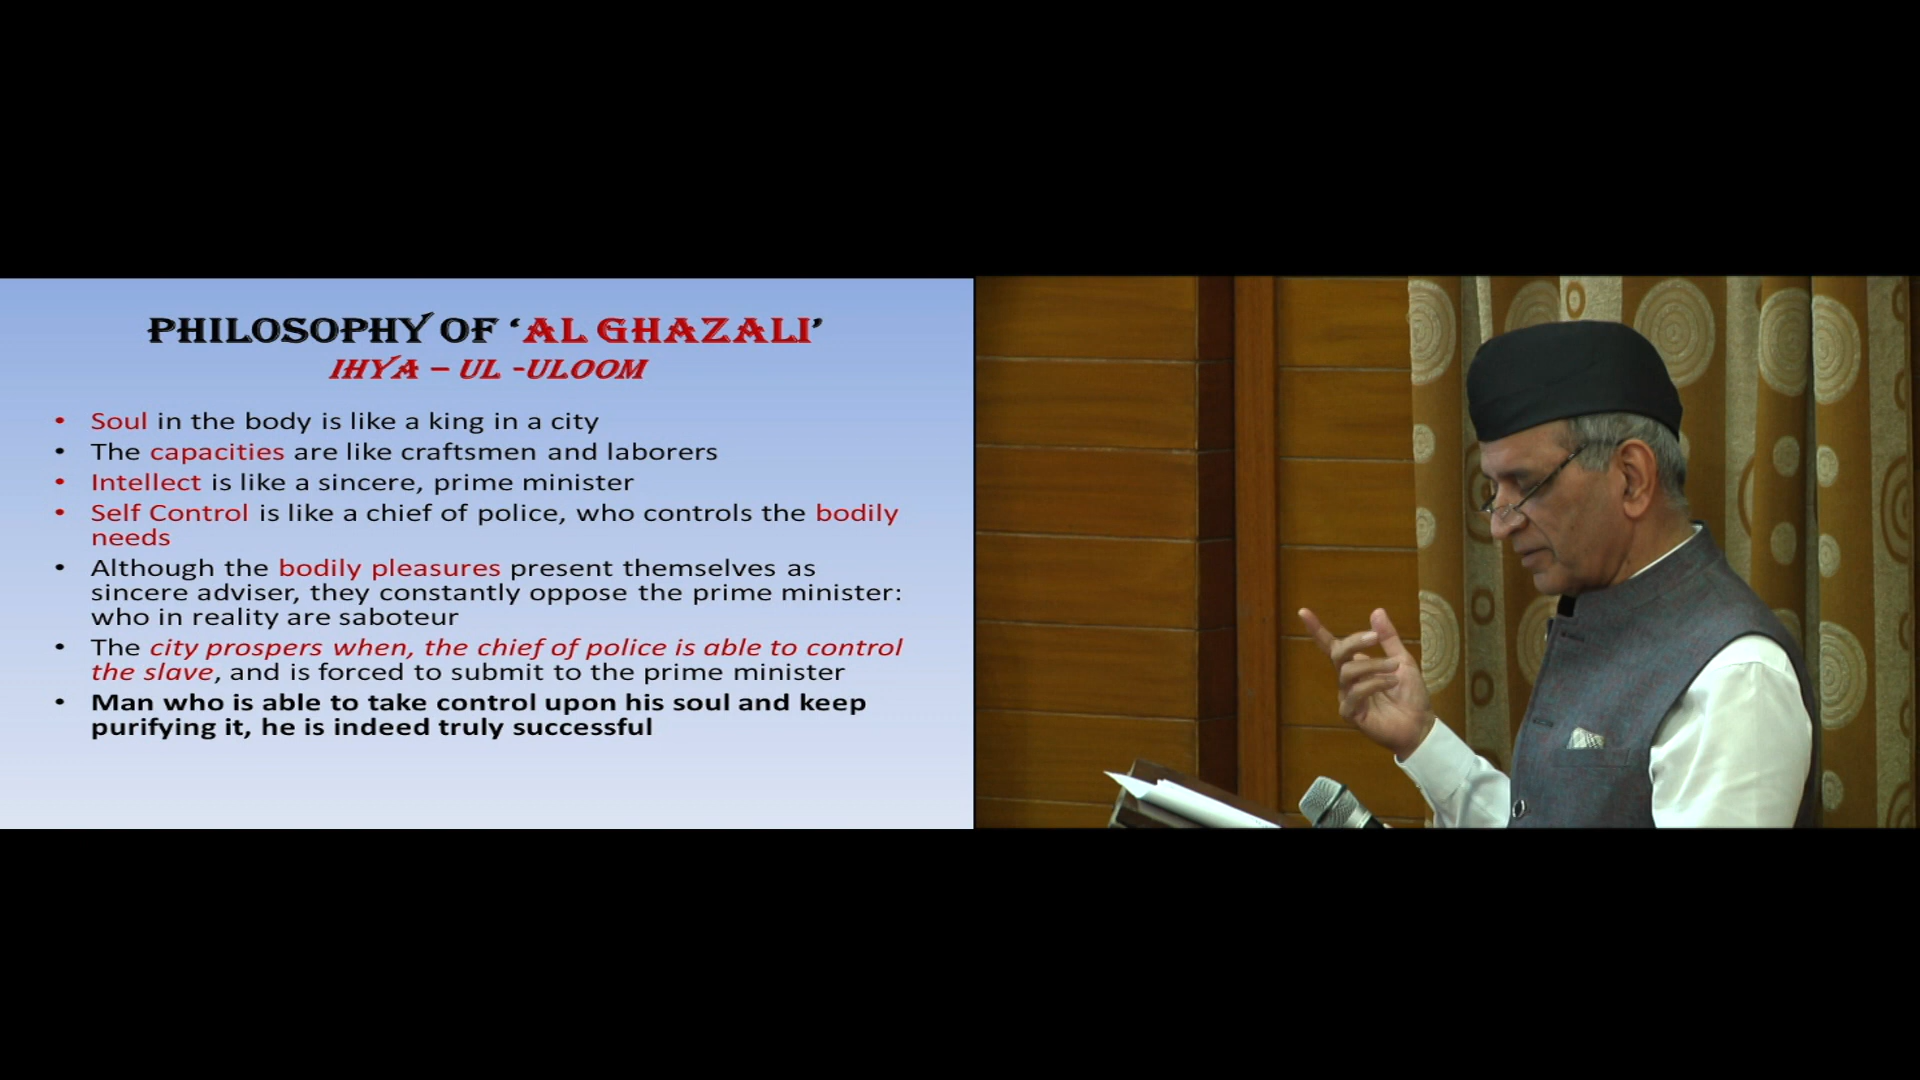 PHILOSOPHY OF ‘AL GHAZALI’
IHYA – UL -ULOOM
• Soul in the body is like a king in a city
• The capacities are like craftsmen and laborers
• Intellect is like a sincere, prime minister
• Self Control is like a chief of police, who controls the bodily
needs
• Although the bodily pleasures present themselves as
sincere adviser, they constantly oppose the prime minister:
who in reality are saboteur
• The city prospers when, the chief of police is able to control
the slave, and is forced to submit to the prime minister
• Man who is able to take control upon his soul and keep
purifying it, he is indeed truly successful